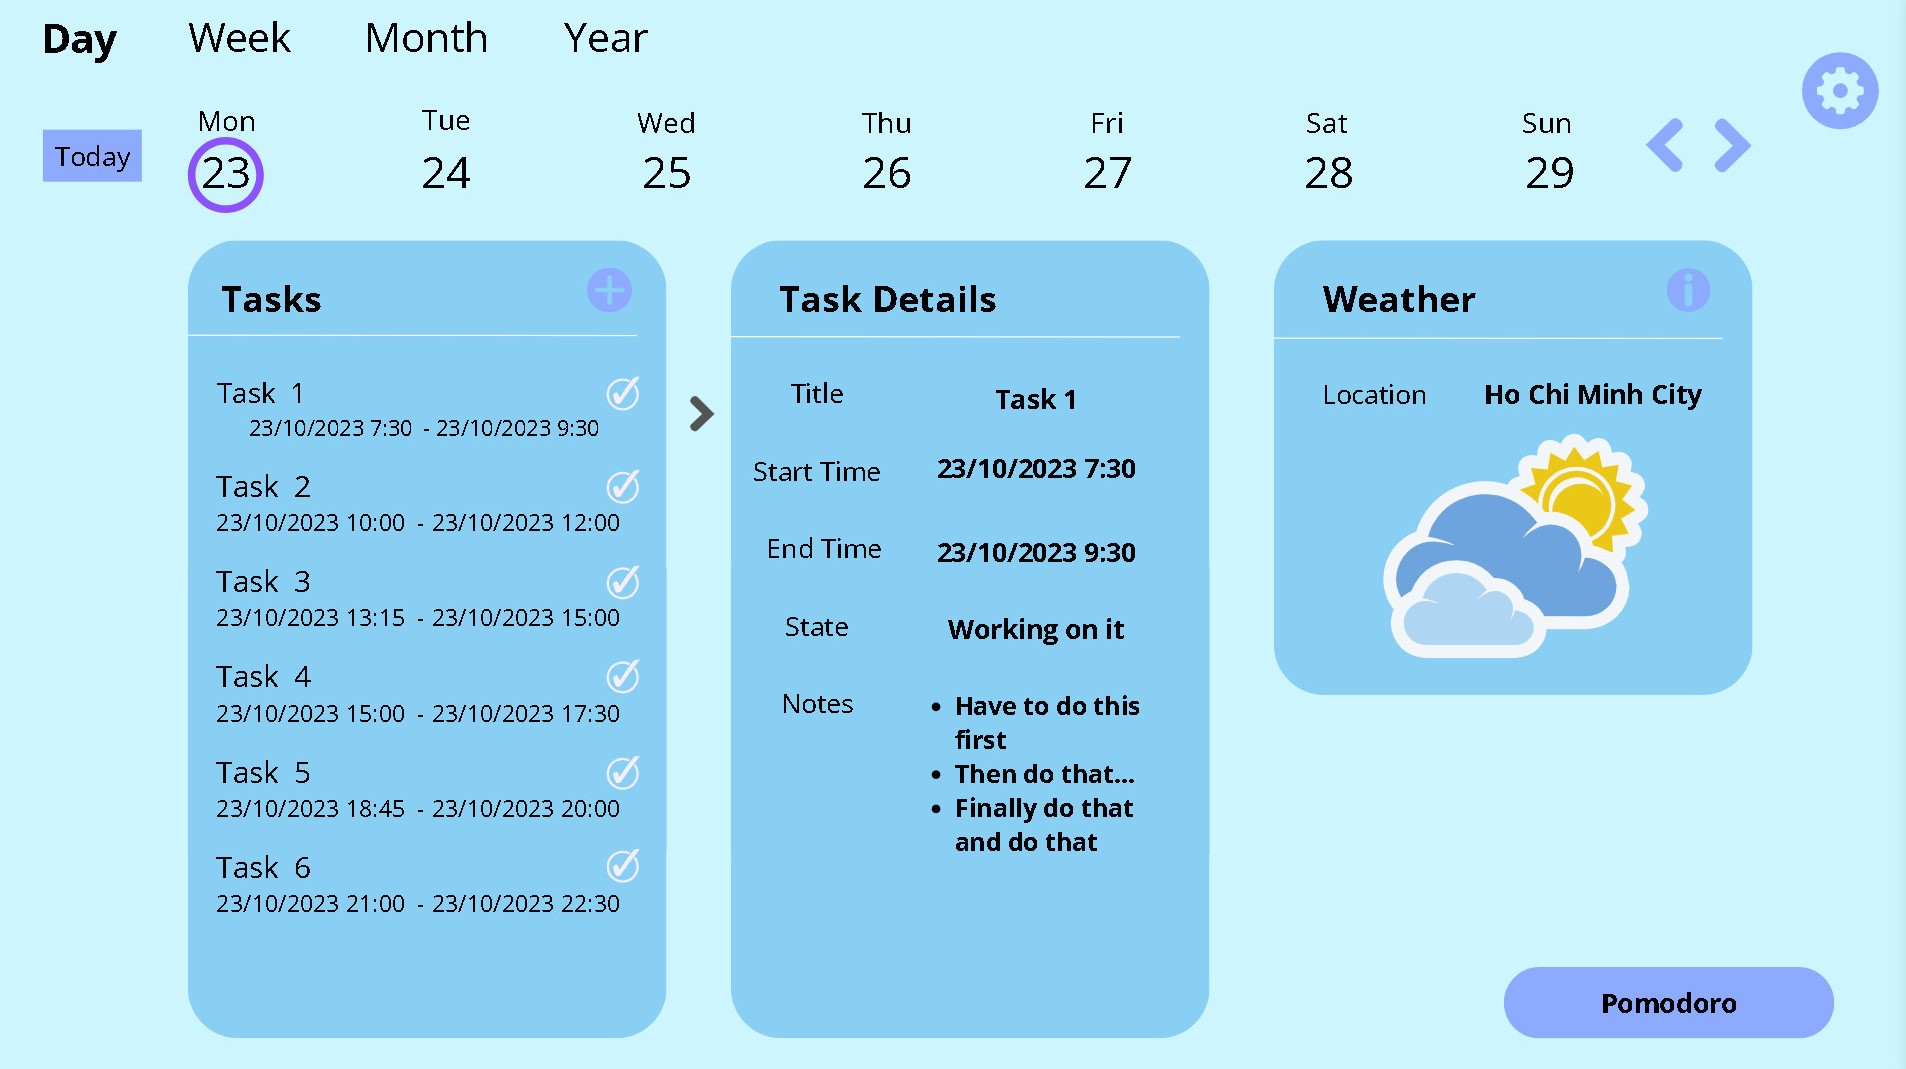 Day Week Month Year
Mon Tue Wed Thu Fri Sat Sun
Today 23 24 25 26 27 28 29
Tasks
Task 1
23/10/2023 7:30 - 23/10/2023 9:30
Task 2
23/10/2023 10:00 - 23/10/2023 12:00
Task 3
23/10/2023 13:15 - 23/10/2023 15:00
Task 4
23/10/2023 15:00 - 23/10/2023 17:30
Task 5
23/10/2023 18:45 - 23/10/2023 20:00
Task 6
23/10/2023 21:00 - 23/10/2023 22:30
Task Details
Title Task 1
Start Time 23/10/2023 7:30
End Time 23/10/2023 9:30
State Working on it
Notes • Have to do this
first
• Then do that...
• Finally do that
and do that
Weather
Location Ho Chi Minh City
Pomodoro